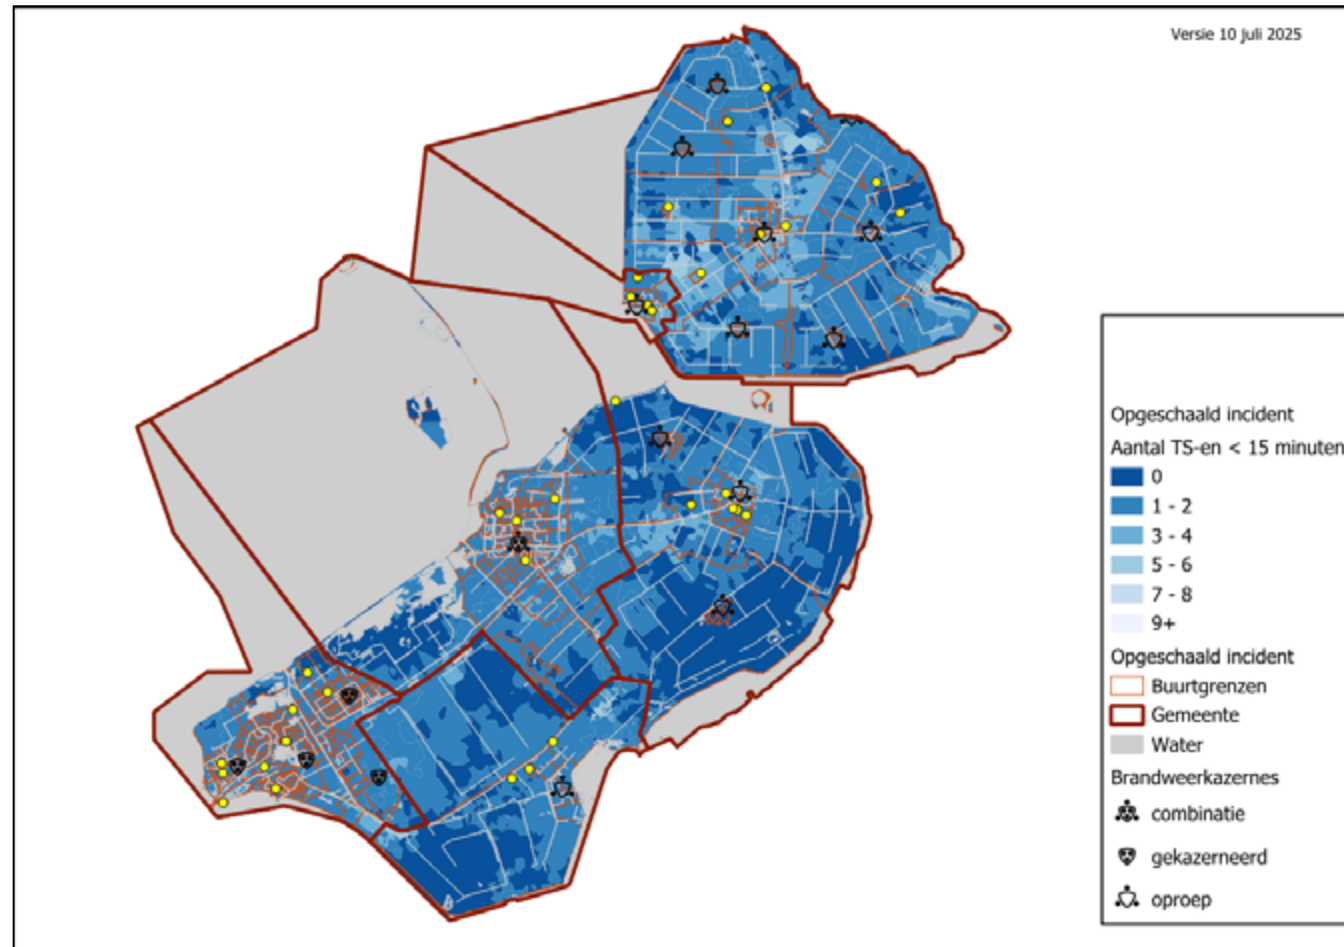 Versie 10 juli 2025
Opgeschaald incident
Aantal TS-en < 15 minuten
0
1 - 2
3 - 4
5 - 6
7 - 8
9+
Opgeschaald incident
Buurtgrenzen
Gemeente
Water
Brandweerkazernes
combinatie
gekazerneerd
oproep